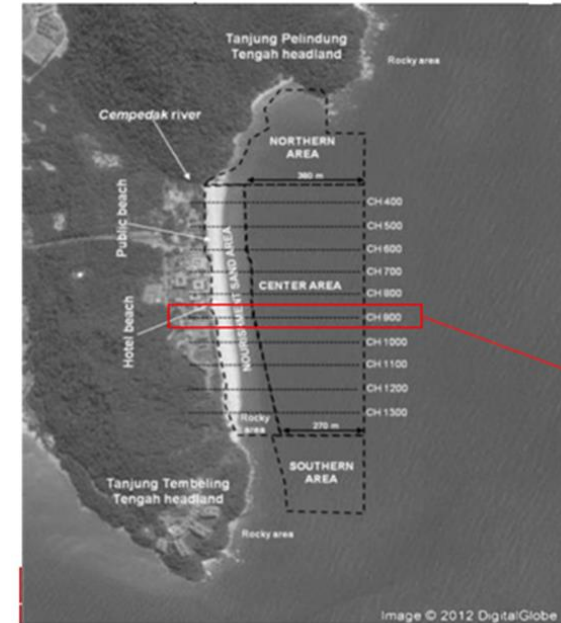 Tanjung Pelindung
Tengah headland
Rocky area
Cempedak river
NORTHERN
AREA
360 m
CH 400
Public beach
CH 500
CH 600
NOURISHMENT SAND AREA
CH 700
CENTER AREA
CH 800
Hotel beach
CH 900
CH 1000
CH 1100
CH 1200
CH 1300
Rocky
area
270 m
SOUTHERN
AREA
Tanjung Tembeling
Tengah headland
Rocky area
Image © 2012 DigitalGlobe